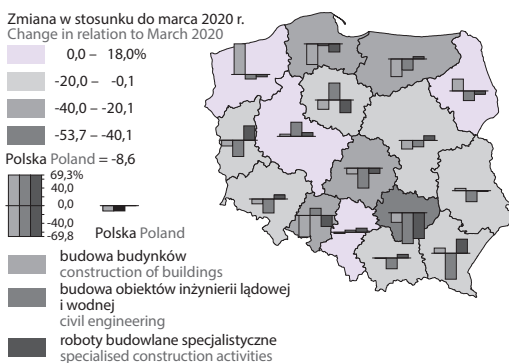 Zmiana w stosunku do marca 2020 r.
Change in relation to March 2020
0,0 – 18,0%
-20,0 – -0,1
-40,0 – -20,1
-53,7 – -40,1
Polska Poland = -8,6
69,3%
40,0
0,0
-40,0
-69,8
Polska Poland
budowa budynków
construction of buildings
budowa obiektów inżynierii lądowej
i wodnej
civil engineering
roboty budowlane specjalistyczne
specialised construction activities